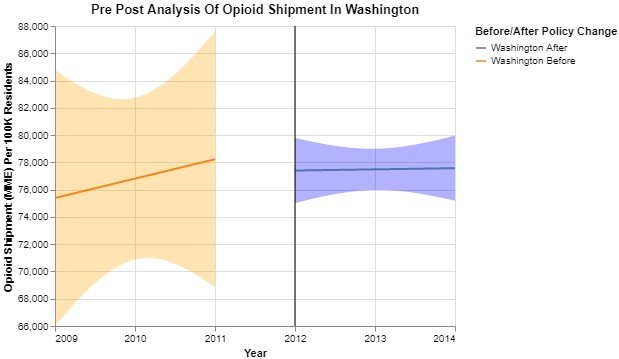 Pre Post Analysis Of Opioid Shipment In Washington
Before/After Policy Change
Washington After
Washington Before
Opioid Shipment (MME) Per 100K Residents
88,000
86,000
84,000
82,000
80,000
78,000
76,000
74,000
72,000
70,000
68,000
66,000
2009 2010 2011 2012 2013 2014
Year